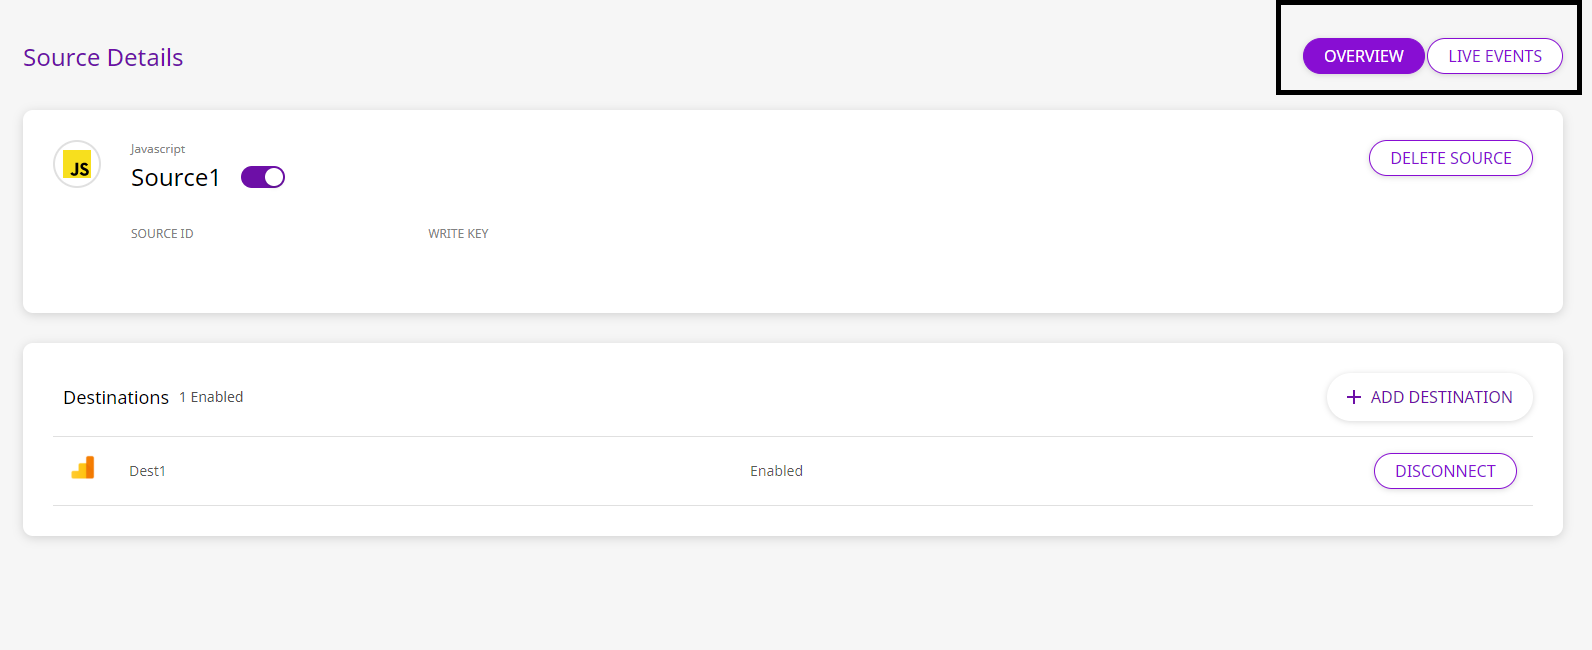 Source Details
OVERVIEW LIVE EVENTS
JS
Javascript
Source1
DELETE SOURCE
SOURCE ID WRITE KEY
Destinations 1 Enabled
ADD DESTINATION
Dest1 Enabled DISCONNECT